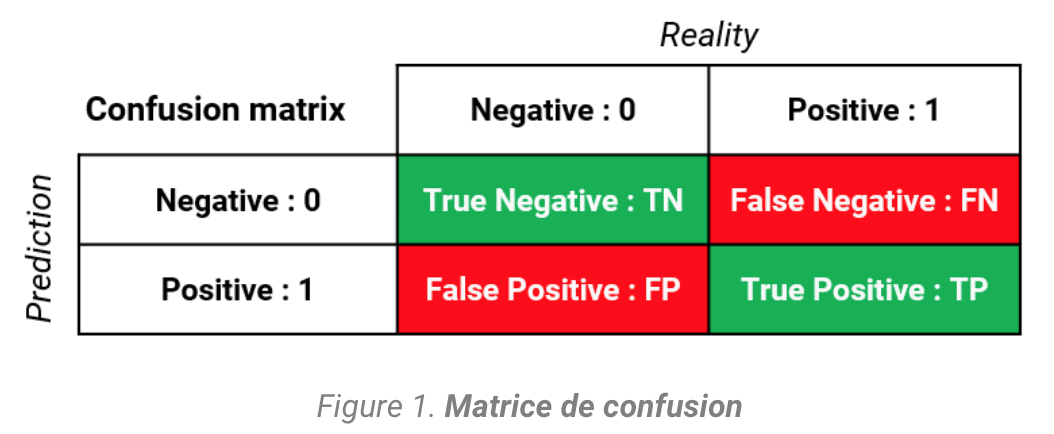 Reality
Confusion matrix
Negative : 0
Positive : 1
Prediction
Negative : 0
True Negative : TN
False Negative : FN
Positive : 1
False Positive : FP
True Positive : TP
Figure 1. Matrice de confusion